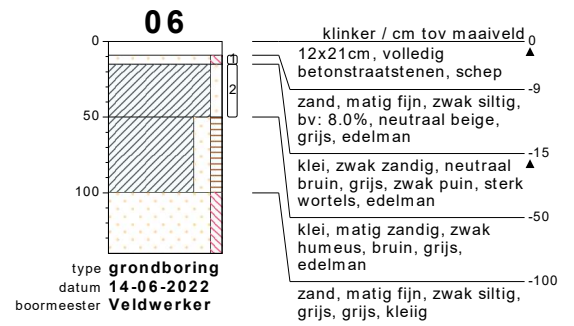 06
klinker / cm tov maaiveld
0
0
12x21cm, volledig
betonstraatstenen, schep
-9
1
zand, matig fijn, zwak siltig,
bv: 8.0%, neutraal beige,
grijs, edelman
2
-15
50
klei, zwak zandig, neutraal
bruin, grijs, zwak puin, sterk
wortels, edelman
-50
100
klei, matig zandig, zwak
humeus, bruin, grijs,
edelman
-100
zand, matig fijn, zwak siltig,
grijs, grijs, kleiig
type grondboring
datum 14-06-2022
boormeester Veldwerker